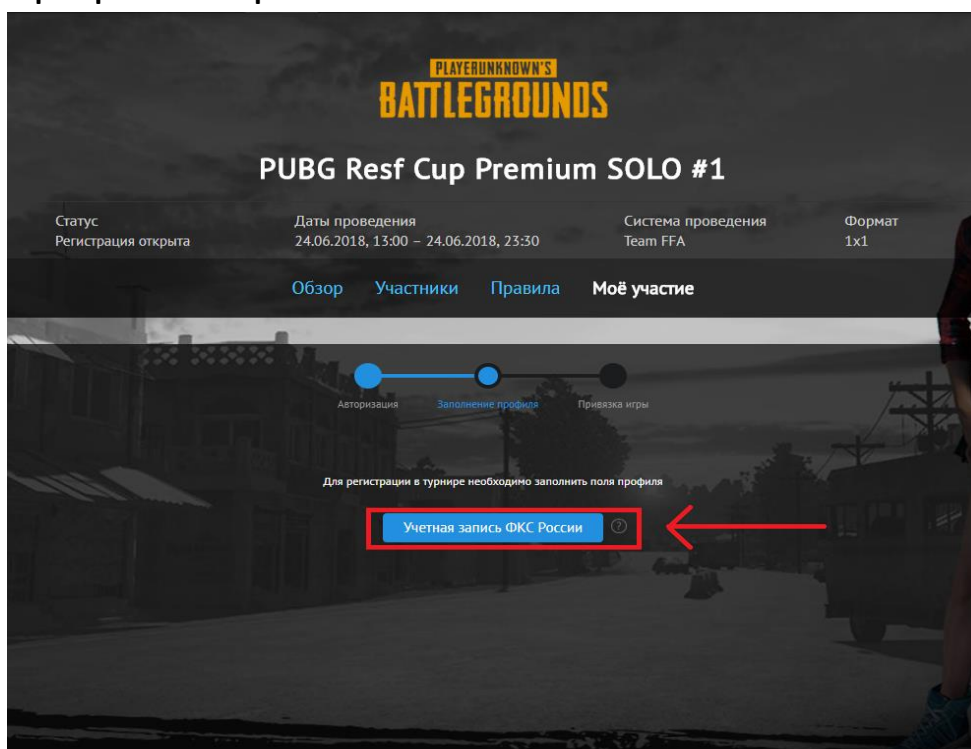 PLAYERUNKNOWN'S
BATTLEGROUNDS
PUBG Resf Cup Premium SOLO #1
Статус Даты проведения Система проведения Формат
Регистрация открыта 24.06.2018, 13:00 – 24.06.2018, 23:30 Team FFA 1x1
Обзор Участники Правила Моё участие
Авторизация Заполнение профиля Привязка игры
Для регистрации в турнире необходимо заполнить поля профиля
Учетная запись ФКС России ?